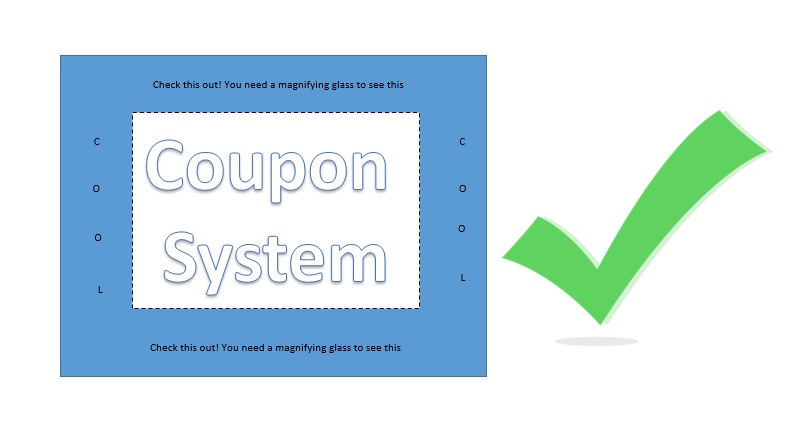 Check this out! You need a magnifying glass to see this
C
O
O
L
Coupon
System
C
O
O
L
Check this out! You need a magnifying glass to see this